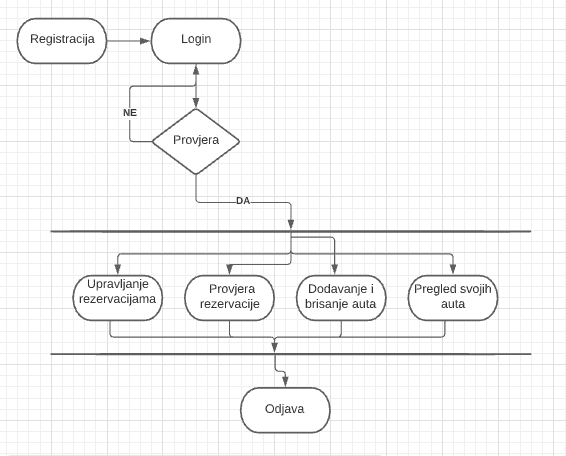 Registracija
Login
NE
Provjera
DA
Upravljanje
rezervacijama
Provjera
rezervacije
Dodavanje i
brisanje auta
Pregled svojih
auta
Odjava